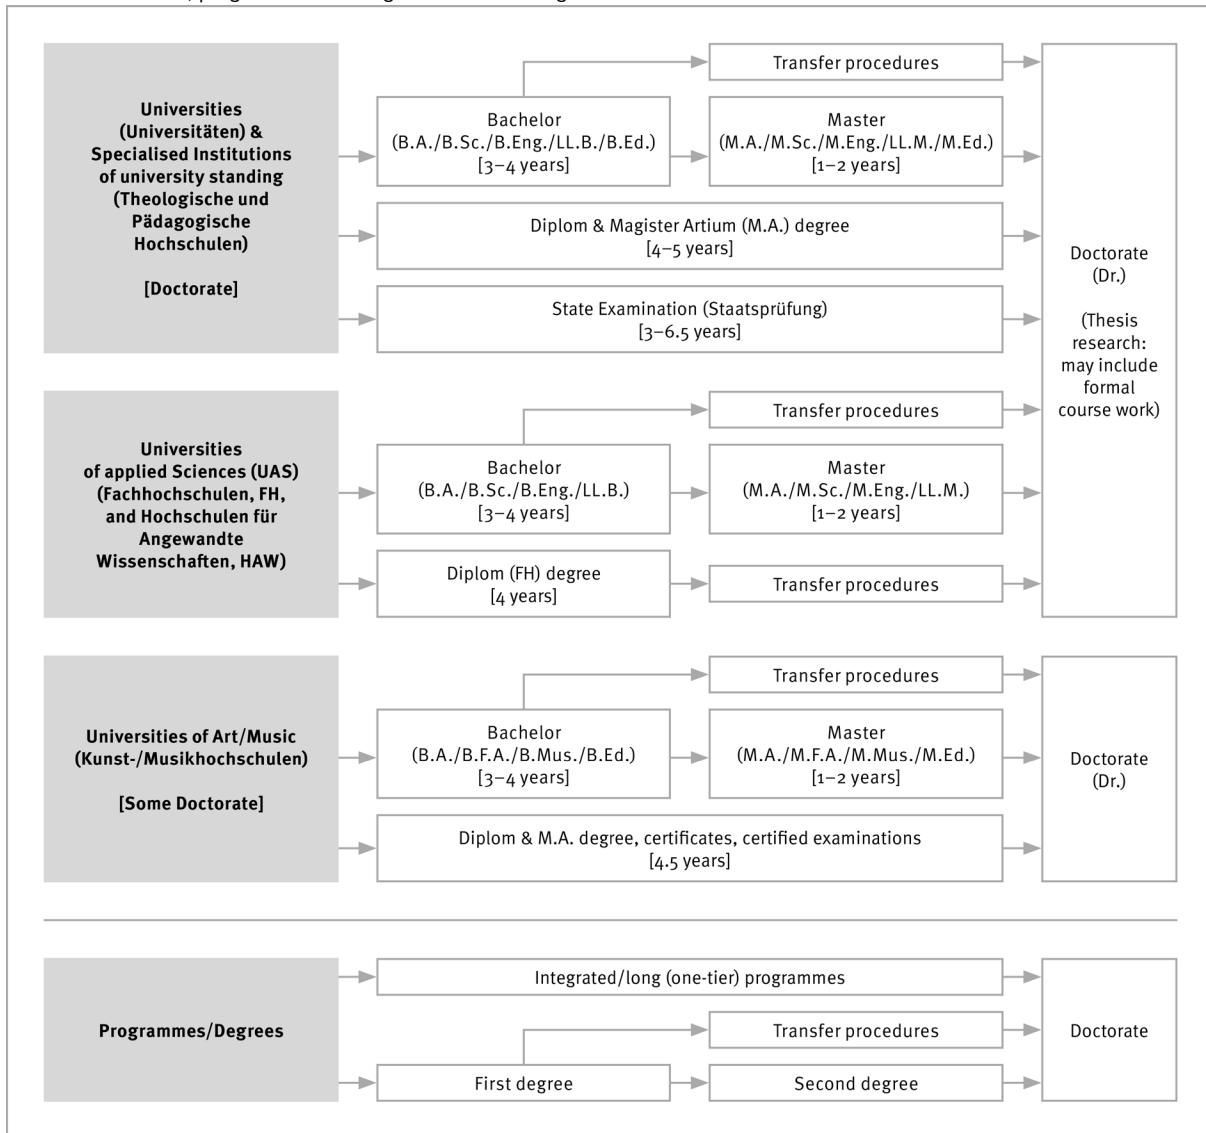 Universities
(Universitäten) &
Specialised Institutions
of university standing
(Theologische und
Pädagogische
Hochschulen)
[Doctorate]
Transfer procedures
Bachelor
(B.A./B.Sc./B.Eng./LL.B./B.Ed.)
[3–4 years]
Master
(M.A./M.Sc./M.Eng./LL.M./M.Ed.)
[1–2 years]
Diplom & Magister Artium (M.A.) degree
[4–5 years]
State Examination (Staatsprüfung)
[3–6.5 years]
Doctorate
(Dr.)
(Thesis
research:
may include
formal
course work)
Universities
of applied Sciences (UAS)
(Fachhochschulen, FH,
and Hochschulen für
Angewandte
Wissenschaften, HAW)
Transfer procedures
Bachelor
(B.A./B.Sc./B.Eng./LL.B.)
[3–4 years]
Master
(M.A./M.Sc./M.Eng./LL.M.)
[1–2 years]
Diplom (FH) degree
[4 years]
Transfer procedures
Universities of Art/Music
(Kunst-/Musikhochschulen)
[Some Doctorate]
Transfer procedures
Bachelor
(B.A./B.F.A./B.Mus./B.Ed.)
[3–4 years]
Master
(M.A./M.F.A./M.Mus./M.Ed.)
[1–2 years]
Diplom & M.A. degree, certificates, certified examinations
[4.5 years]
Doctorate
(Dr.)
Programmes/Degrees
Integrated/long (one-tier) programmes
Transfer procedures
First degree
Second degree
Doctorate